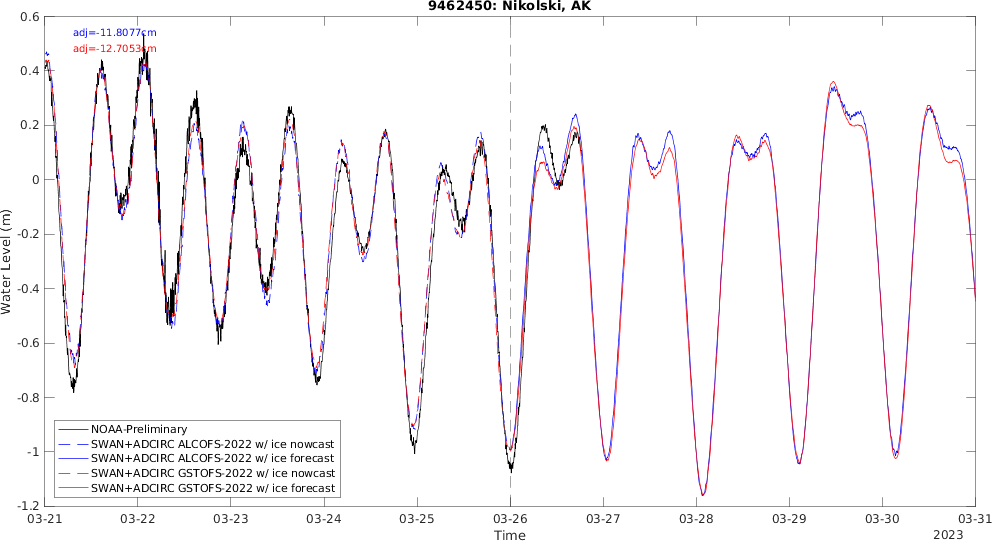 9462450: Nikolski, AK
adj=-11.8077cm
adj=-12.7053cm
0.6
0.4
0.2
0
-0.2
-0.4
-0.6
-0.8
-1
-1.2
Water Level (m)
NOAA-Preliminary
SWAN+ADCIRC ALCOFS-2022 w/ ice nowcast
SWAN+ADCIRC ALCOFS-2022 w/ ice forecast
SWAN+ADCIRC GSTOFS-2022 w/ ice nowcast
SWAN+ADCIRC GSTOFS-2022 w/ ice forecast
03-21 03-22 03-23 03-24 03-25 03-26 03-27 03-28 03-29 03-30 03-31
Time
2023